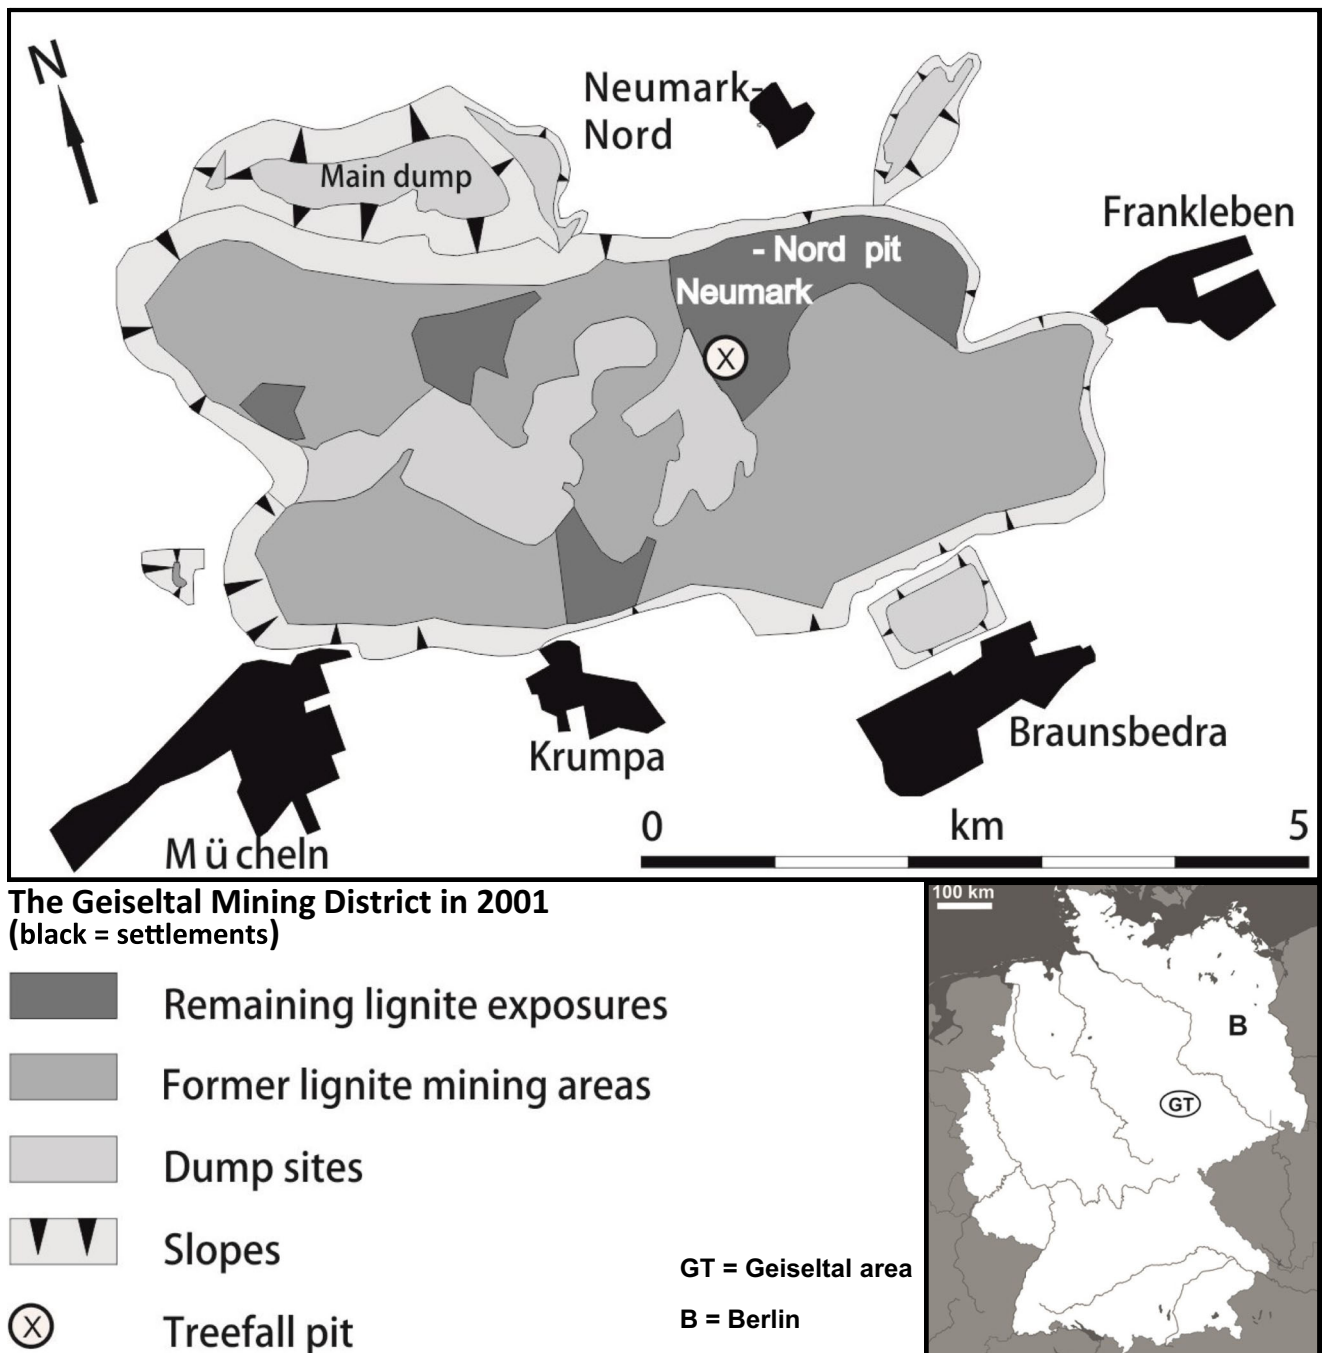 N
Neumark-
Nord
Main dump
Frankleben
- Nord pit
Neumark
X
Krumpa
Braunsbedra
Mücheln
0 km 5
The Geiseltal Mining District in 2001
(black = settlements)
Remaining lignite exposures
Former lignite mining areas
Dump sites
Slopes
X
Treefall pit
GT = Geiseltal area
B = Berlin
100 km
B
GT